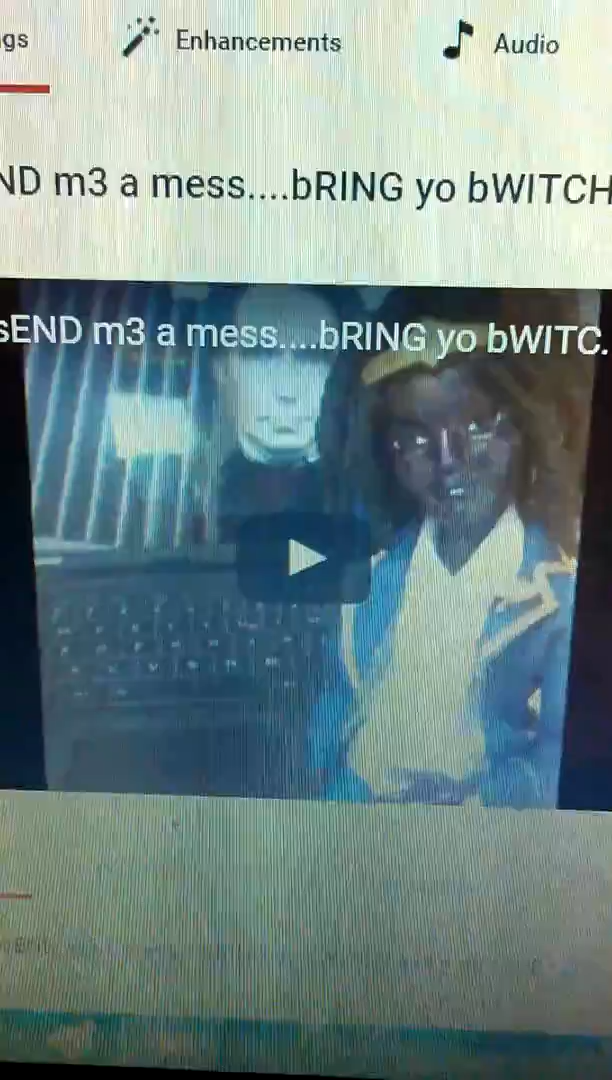 gs Enhancements Audio
ND m3 a mess....bRING yo bWITCH
sEND m3 a mess....bRING yo bWITC.